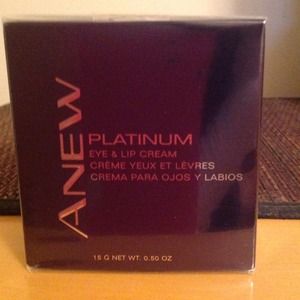 ANEW
PLATINUM
EYE & LIP CREAM
CRÈME YEUX ET LÈVRES
CREMA PARA OJOS Y LABIOS
15 G NET WT. 0.50 OZ